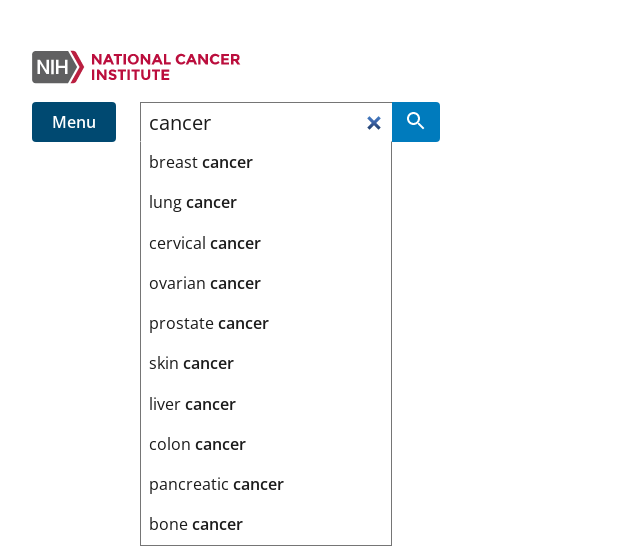 NIH
NATIONAL CANCER
INSTITUTE
Menu
cancer
breast cancer
lung cancer
cervical cancer
ovarian cancer
prostate cancer
skin cancer
liver cancer
colon cancer
pancreatic cancer
bone cancer